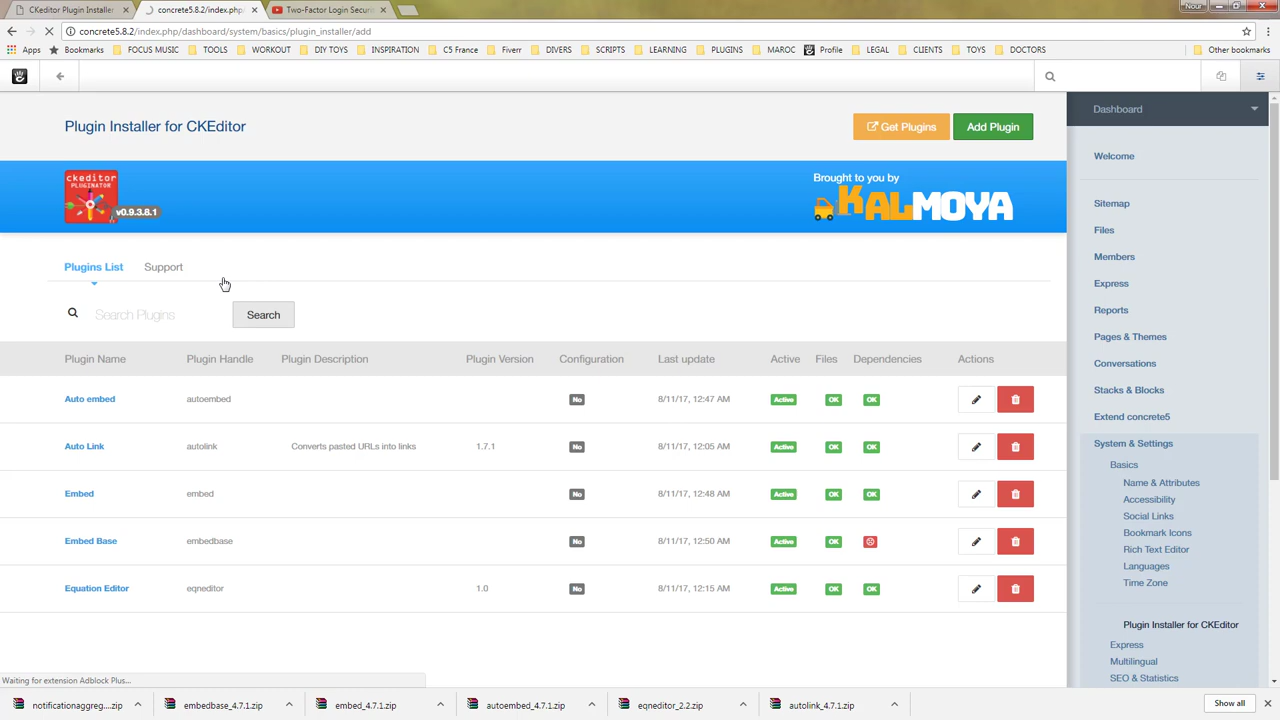 Nour
CKeditor Plugin Installer
concrete5.8.2/index.php/
Two-Factor Login Securit
concrete5.8.2/index.php/dashboard/system/basics/plugin_installer/add
Apps Bookmarks FOCUS MUSIC TOOLS WORKOUT DIY TOYS INSPIRATION C5 France Fiverr DIVERS SCRIPTS LEARNING PLUGINS MAROC Profile LEGAL CLIENTS TOYS DOCTORS Other bookmarks
Plugin Installer for CKEditor
Get Plugins Add Plugin
ckeditor
PLUGINATOR
v0.9.3.8.1
Brought to you by
KALMOYA
Plugins List Support
Search Plugins Search
Plugin Name Plugin Handle Plugin Description Plugin Version Configuration Last update Active Files Dependencies Actions
Auto embed autoembed No 8/11/17, 12:47 AM Active OK OK
Auto Link autolink Converts pasted URLs into links 1.7.1 No 8/11/17, 12:05 AM Active OK OK
Embed embed No 8/11/17, 12:48 AM Active OK OK
Embed Base embedbase No 8/11/17, 12:50 AM Active OK
Equation Editor eqneditor 1.0 No 8/11/17, 12:15 AM Active OK OK
Dashboard
Welcome
Sitemap
Files
Members
Express
Reports
Pages & Themes
Conversations
Stacks & Blocks
Extend concrete5
System & Settings
Basics
Name & Attributes
Accessibility
Social Links
Bookmark Icons
Rich Text Editor
Languages
Time Zone
Plugin Installer for CKEditor
Express
Multilingual
SEO & Statistics
Waiting for extension Adblock Plus...
notificationaggreg....zip embedbase_4.7.1.zip embed_4.7.1.zip autoembed_4.7.1.zip eqneditor_2.2.zip autolink_4.7.1.zip Show all